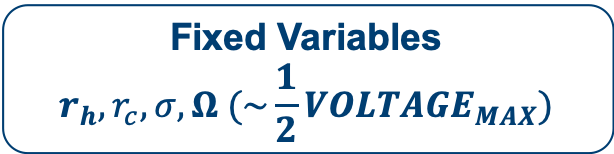 Fixed Variables
r_h, r_c, σ, Ω (~ 1/2 VOLTAGE_MAX)